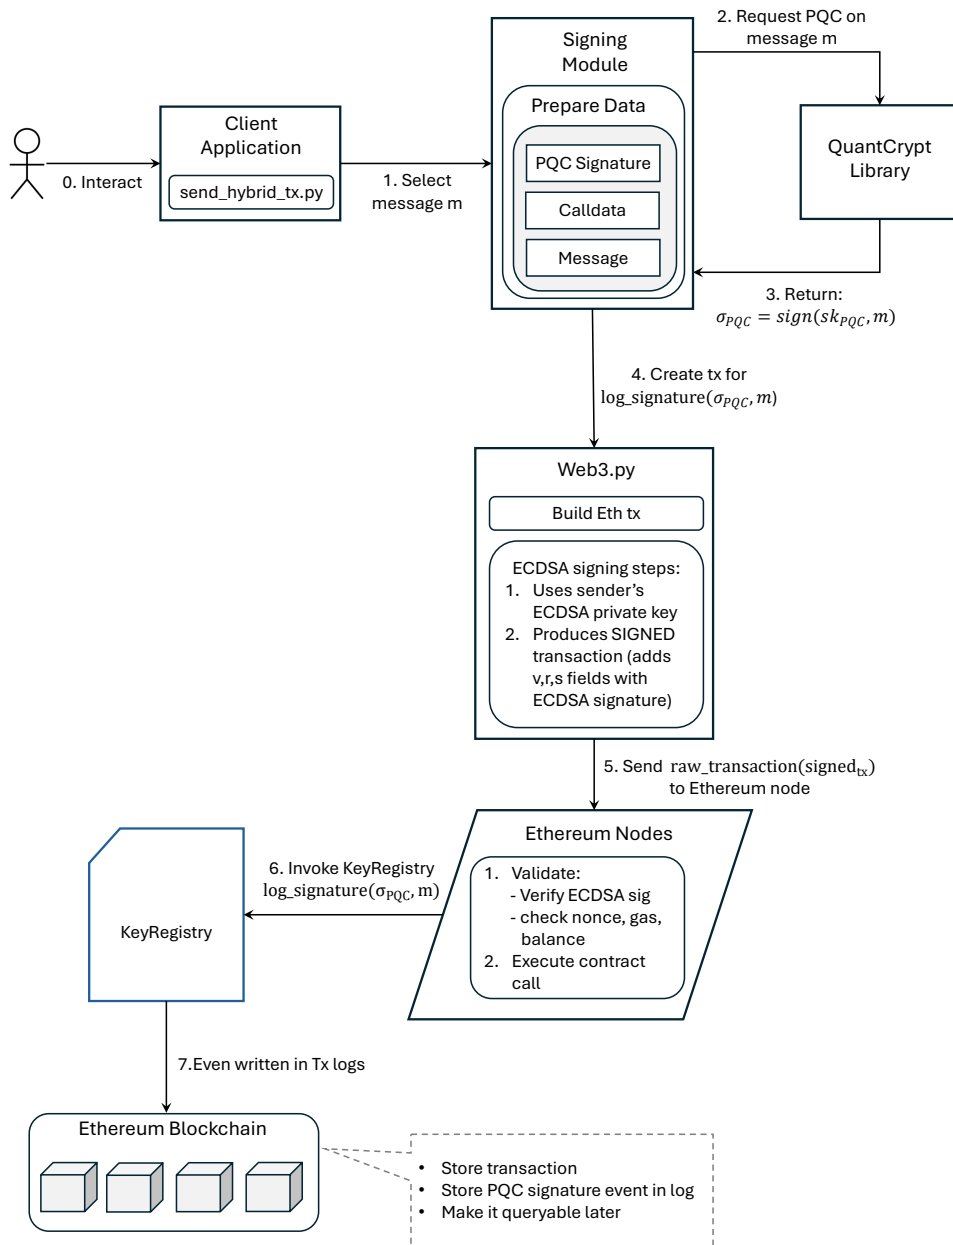 2. Request PQC on
message m
Signing
Module
Prepare Data
PQC Signature
Calldata
Message
Client
Application
send_hybrid_tx.py
QuantCrypt
Library
0. Interact
1. Select
message m
3. Return:
σ_PQC = sign(sk_PQC, m)
4. Create tx for
log_signature(σ_PQC, m)
Web3.py
Build Eth tx
ECDSA signing steps:
1. Uses sender’s
ECDSA private key
2. Produces SIGNED
transaction (adds
v,r,s fields with
ECDSA signature)
5. Send raw_transaction(signed_tx)
to Ethereum node
Ethereum Nodes
1. Validate:
- Verify ECDSA sig
- check nonce, gas,
balance
2. Execute contract
call
6. Invoke KeyRegistry
log_signature(σ_PQC, m)
KeyRegistry
7.Even written in Tx logs
Ethereum Blockchain
• Store transaction
• Store PQC signature event in log
• Make it queryable later